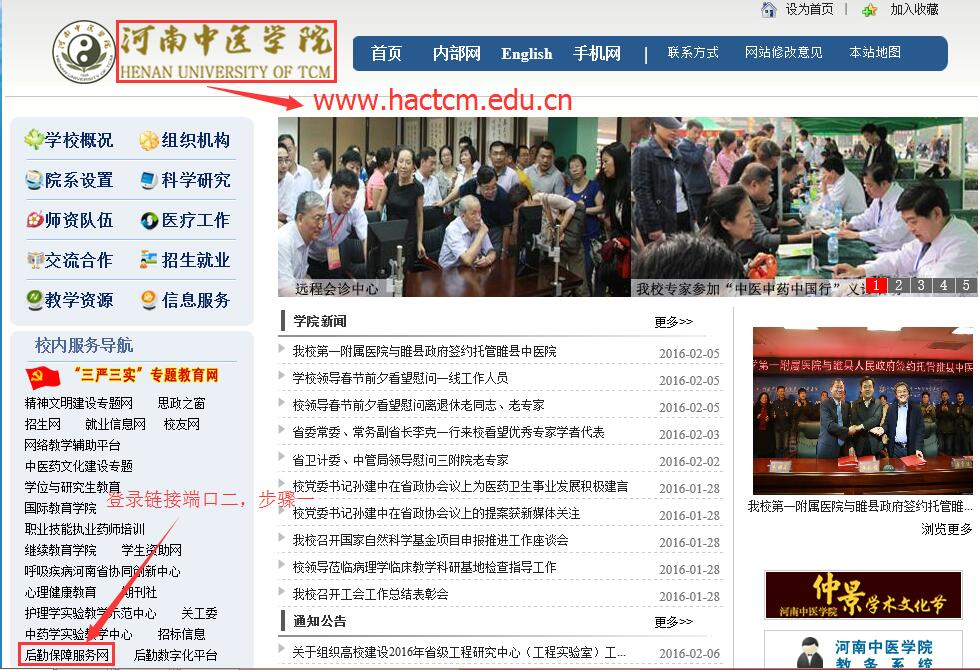 设为首页 | 加入收藏
河南中医学院
HENAN UNIVERSITY OF TCM
首页 内部网 English 手机网 | 联系方式 网站修改意见 本站地图
www.hactcm.edu.cn
学校概况 组织机构
院系设置 科学研究
师资队伍 医疗工作
交流合作 招生就业
教学资源 信息服务
远程会诊中心
我校专家参加“中医中药中国行”义
1 2 3 4 5
校内服务导航
“三严三实”专题教育网
精神文明建设专题网 思政之窗
招生网 就业信息网 校友网
网络教学辅助平台
中医药文化建设专题
学位与研究生教育
登录链接端口二，步骤一
国际教育学院
职业技能执业药师培训
继续教育学院 学生资助网
呼吸疾病河南省协同创新中心
心理健康教育 期刊社
护理学实验教学示范中心 关工委
中药学实验教学中心 招标信息
后勤保障服务网 后勤数字化平台
学院新闻 更多>>
我校第一附属医院与睢县政府签约托管睢县中医院 2016-02-05
学校领导春节前夕看望慰问一线工作人员 2016-02-05
校领导春节前夕看望慰问离退休老同志、老专家 2016-02-05
省委常委、常务副省长李克一行来校看望优秀专家学者代表 2016-02-03
省卫计委、中管局领导慰问三附院老专家 2016-02-02
校党委书记孙建中在省政协会议上为医药卫生事业发展积极建言 2016-01-28
校党委书记孙建中在省政协会议上的提案获新媒体关注 2016-01-28
我校召开国家自然科学基金项目申报推进工作座谈会 2016-01-28
校领导莅临病理学临床教学科研基地检查指导工作 2016-01-28
我校召开工会工作总结表彰会 2016-01-28
通知公告 更多>>
关于组织高校建设2016年省级工程研究中心（工程实验室）工... 2016-02-06
学第一附属医院与睢县人民政府签约托管睢县中医
我校第一附属医院与睢县政府签约托管睢...
浏览更多
仲景学术文化节
河南中医学院
河南中医学院
教务系统